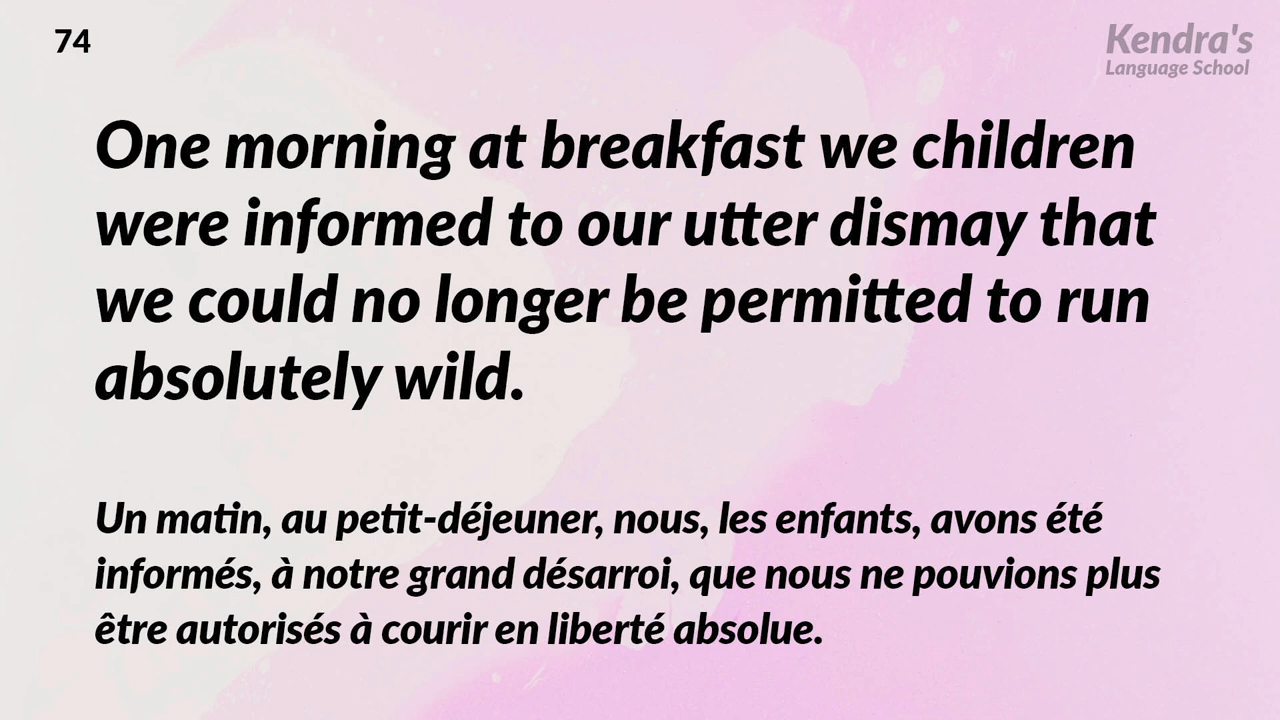 74
Kendra's
Language School
One morning at breakfast we children
were informed to our utter dismay that
we could no longer be permitted to run
absolutely wild.
Un matin, au petit-déjeuner, nous, les enfants, avons été
informés, à notre grand désarroi, que nous ne pouvions plus
être autorisés à courir en liberté absolue.